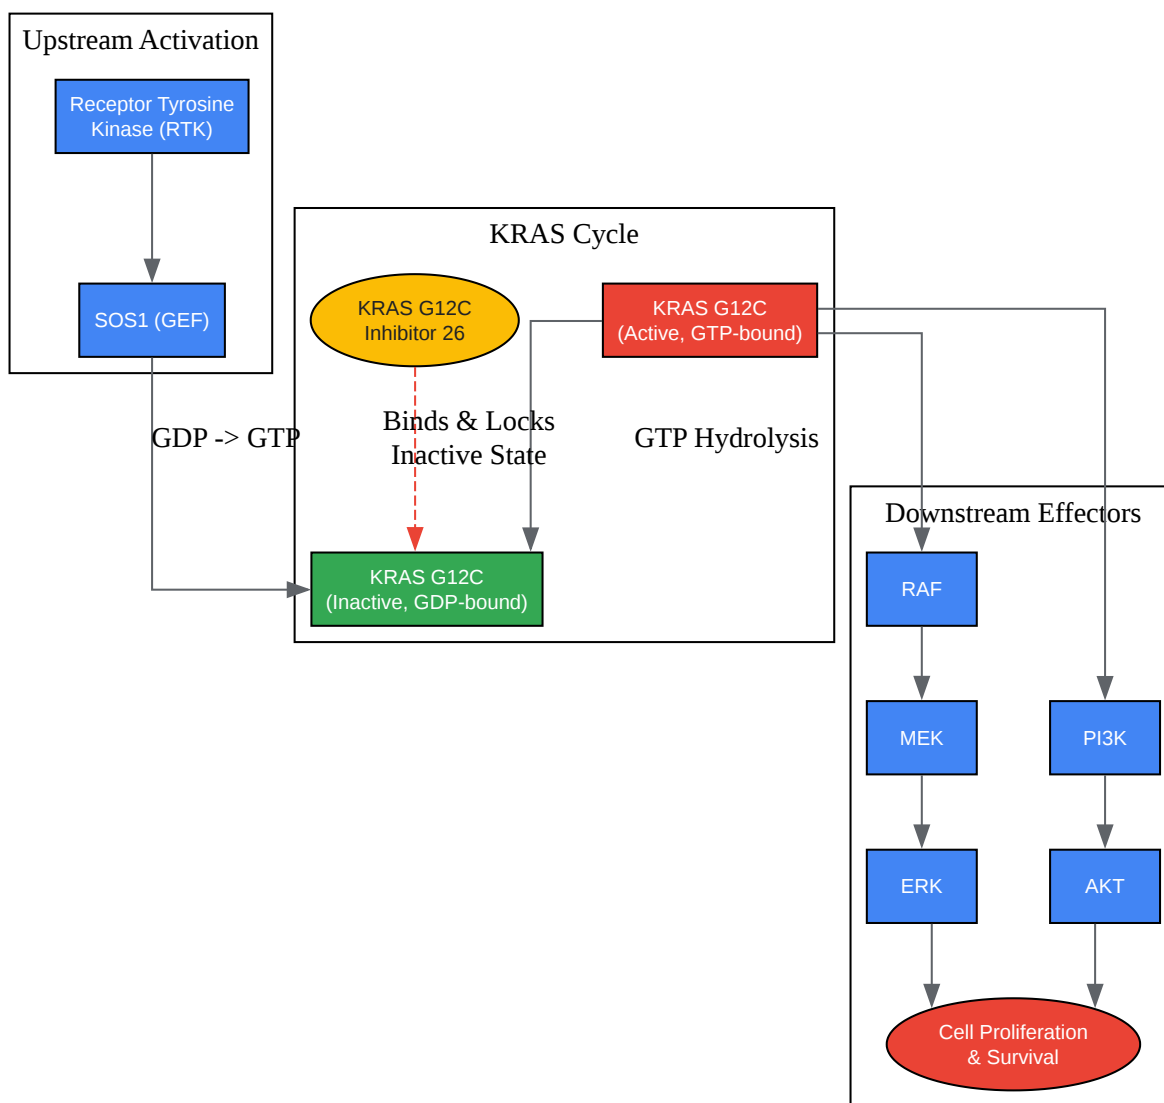 Upstream Activation
Receptor Tyrosine
Kinase (RTK)
SOS1 (GEF)
GDP -> GTP
KRAS Cycle
KRAS G12C
Inhibitor 26
KRAS G12C
(Active, GTP-bound)
Binds & Locks
Inactive State
GTP Hydrolysis
KRAS G12C
(Inactive, GDP-bound)
Downstream Effectors
RAF
MEK
PI3K
ERK
AKT
Cell Proliferation
& Survival